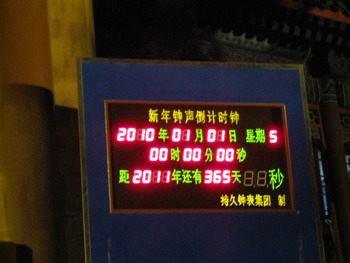 新年钟声倒计时钟
2010年01月01日 星期5
00时00分00秒
距2011年还有365天 秒
持久钟表集团 制